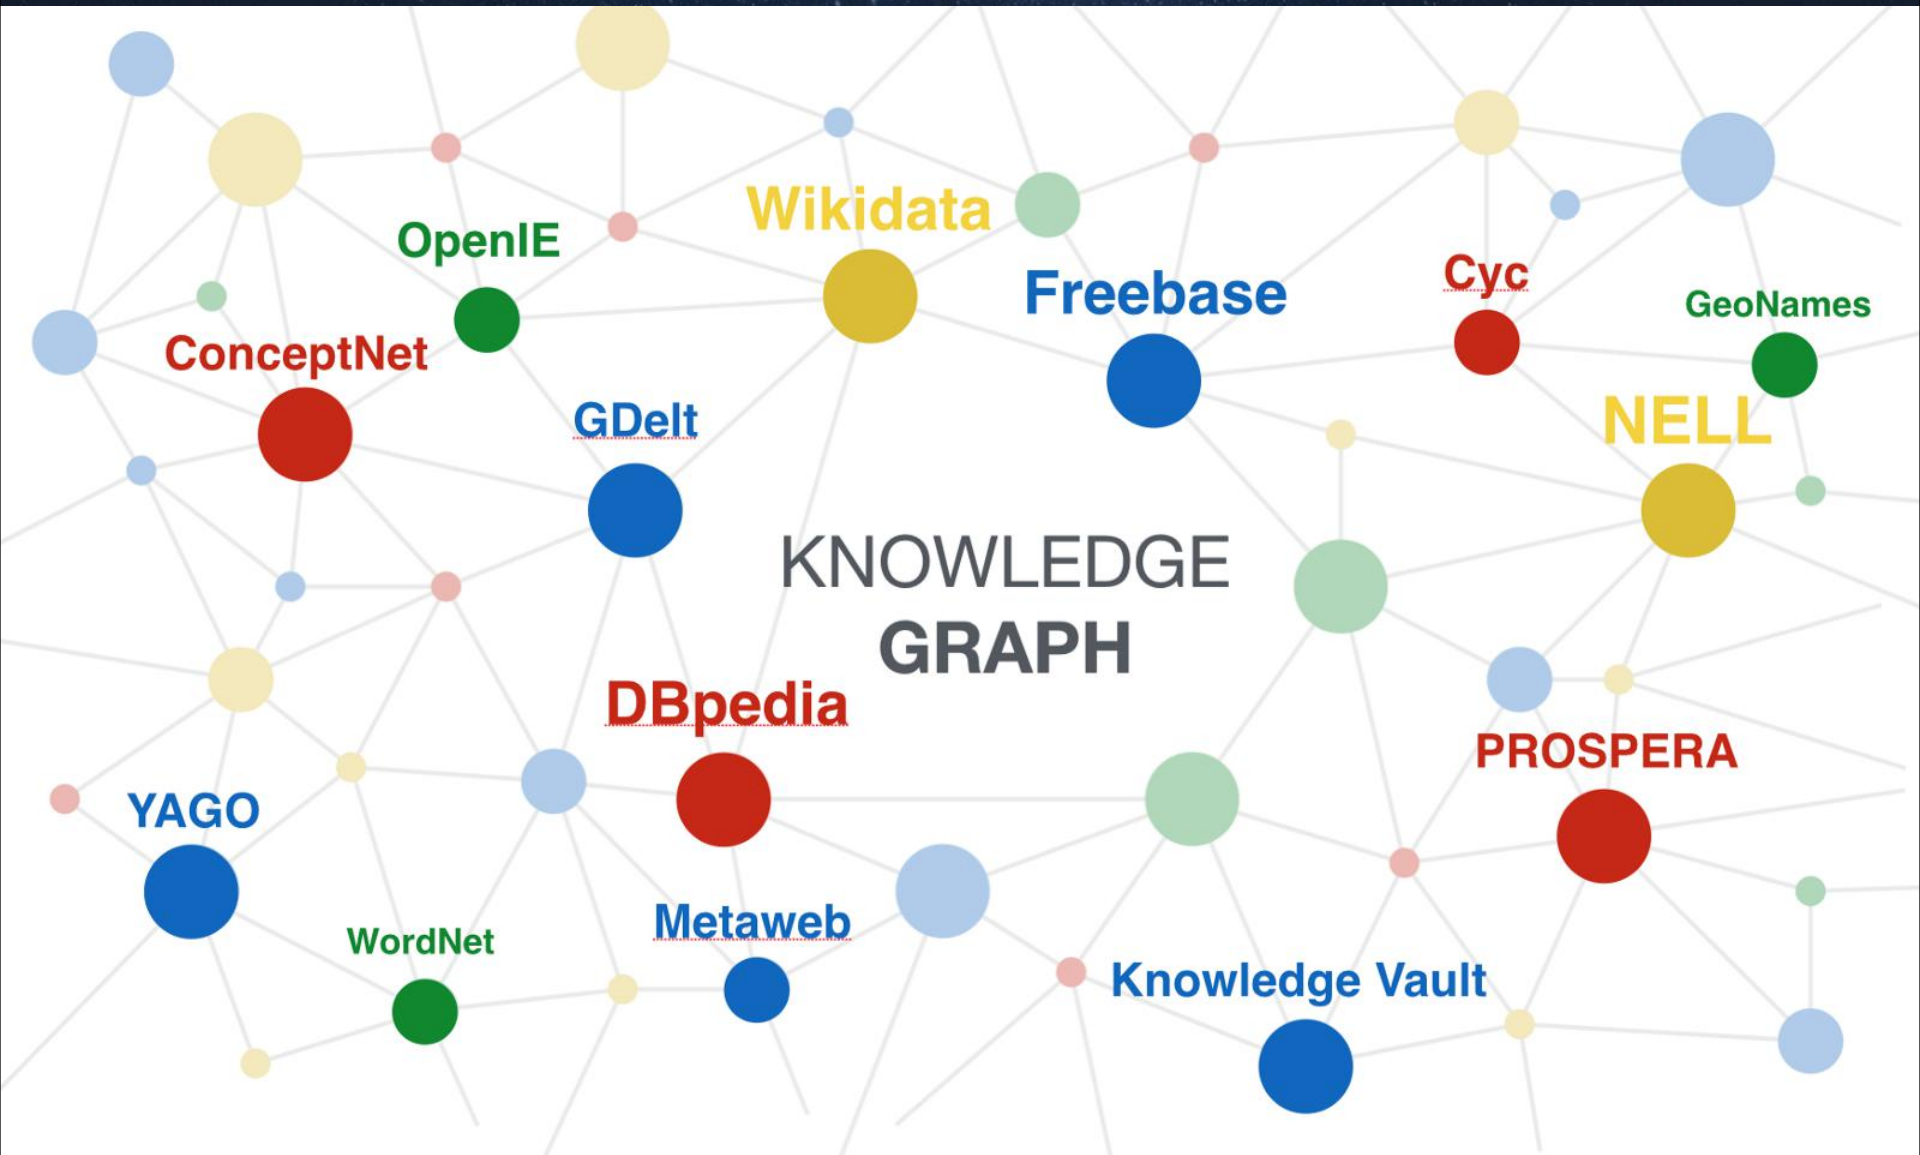 Wikidata
OpenIE
Freebase
Cyc
GeoNames
ConceptNet
GDelt
NELL
KNOWLEDGE
GRAPH
DBpedia
PROSPERA
YAGO
Metaweb
WordNet
Knowledge Vault